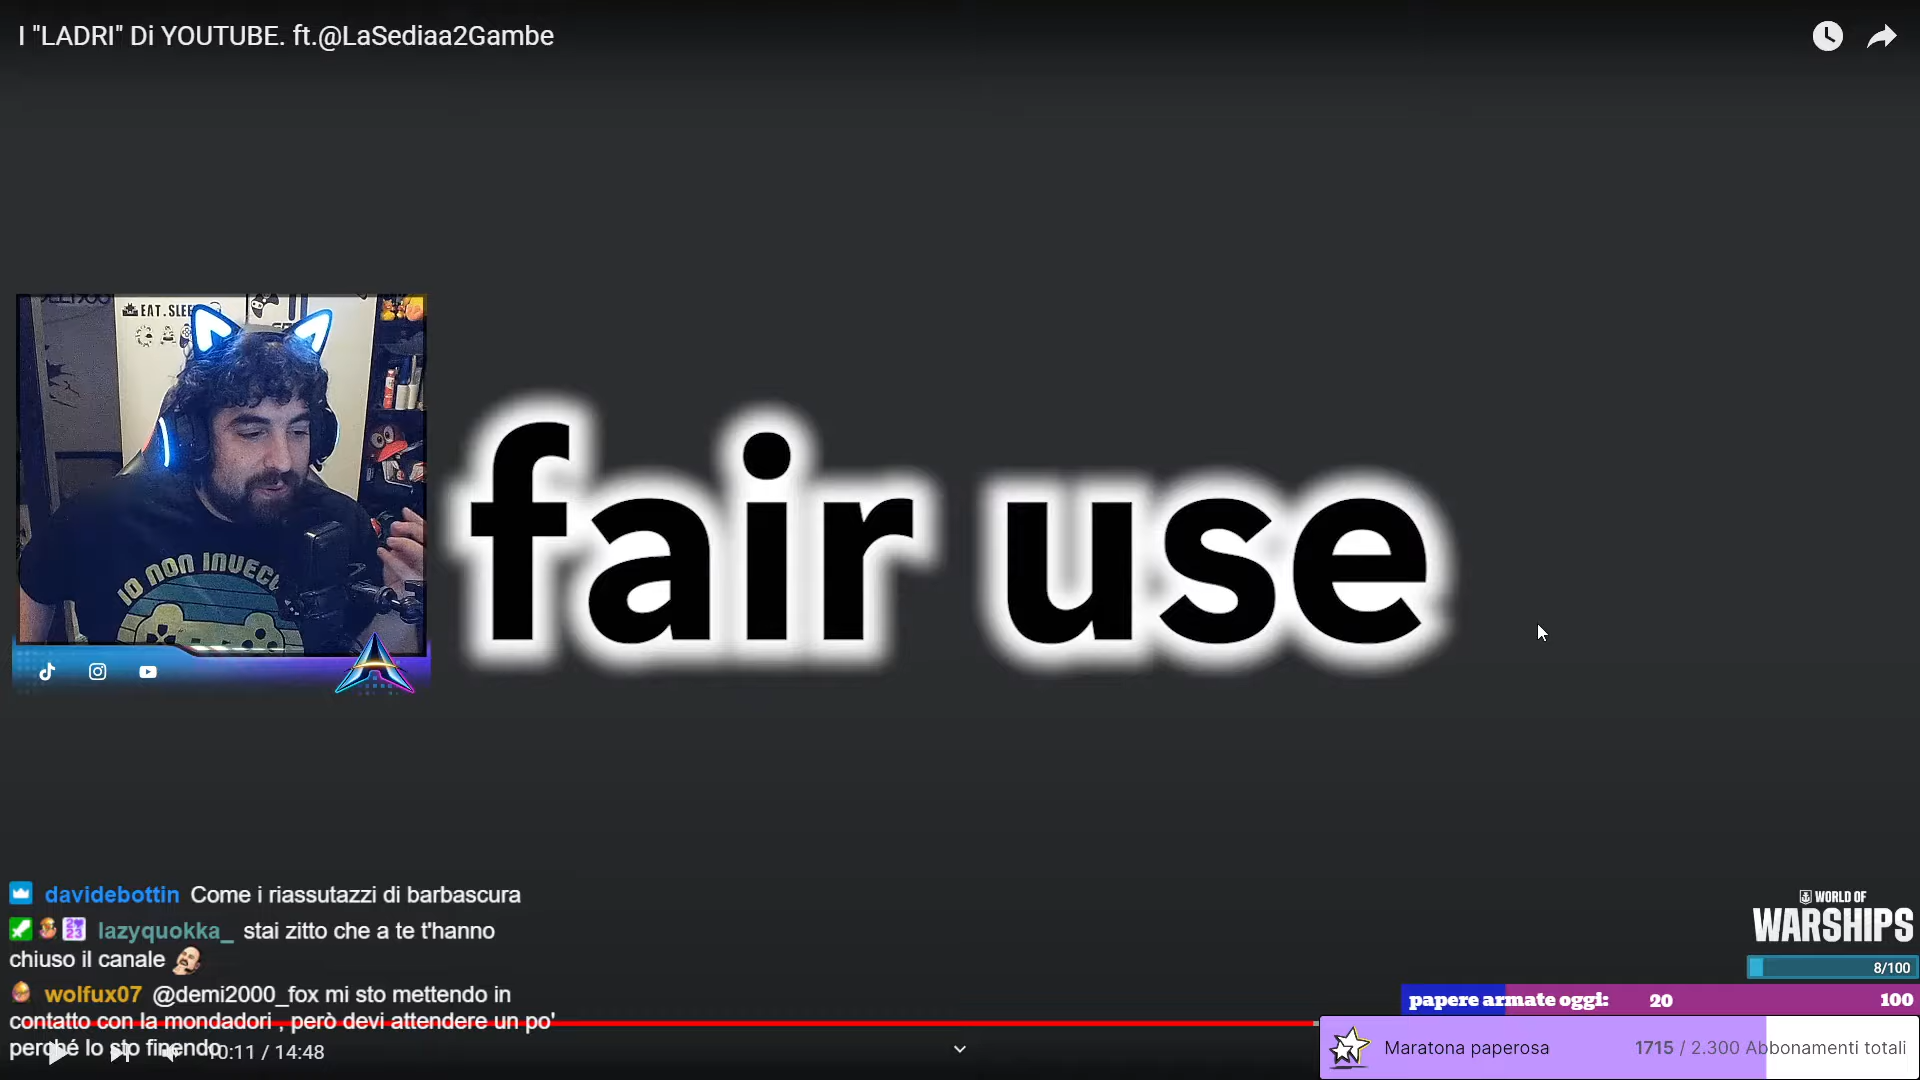 I "LADRI" Di YOUTUBE. ft.@LaSediaa2Gambe
EAT.SLEE
IO NON INVECC
fair use
davidebottin Come i riassutazzi di barbascura
lazyquokka_ stai zitto che a te t'hanno
chiuso il canale
wolfux07 @demi2000_fox mi sto mettendo in
contatto con la mondadori , però devi attendere un po'
perché lo sto finendo
10:11 / 14:48
WORLD OF
WARSHIPS
8/100
papere armate oggi: 20 100
Maratona paperosa 1715 / 2.300 Abbonamenti totali